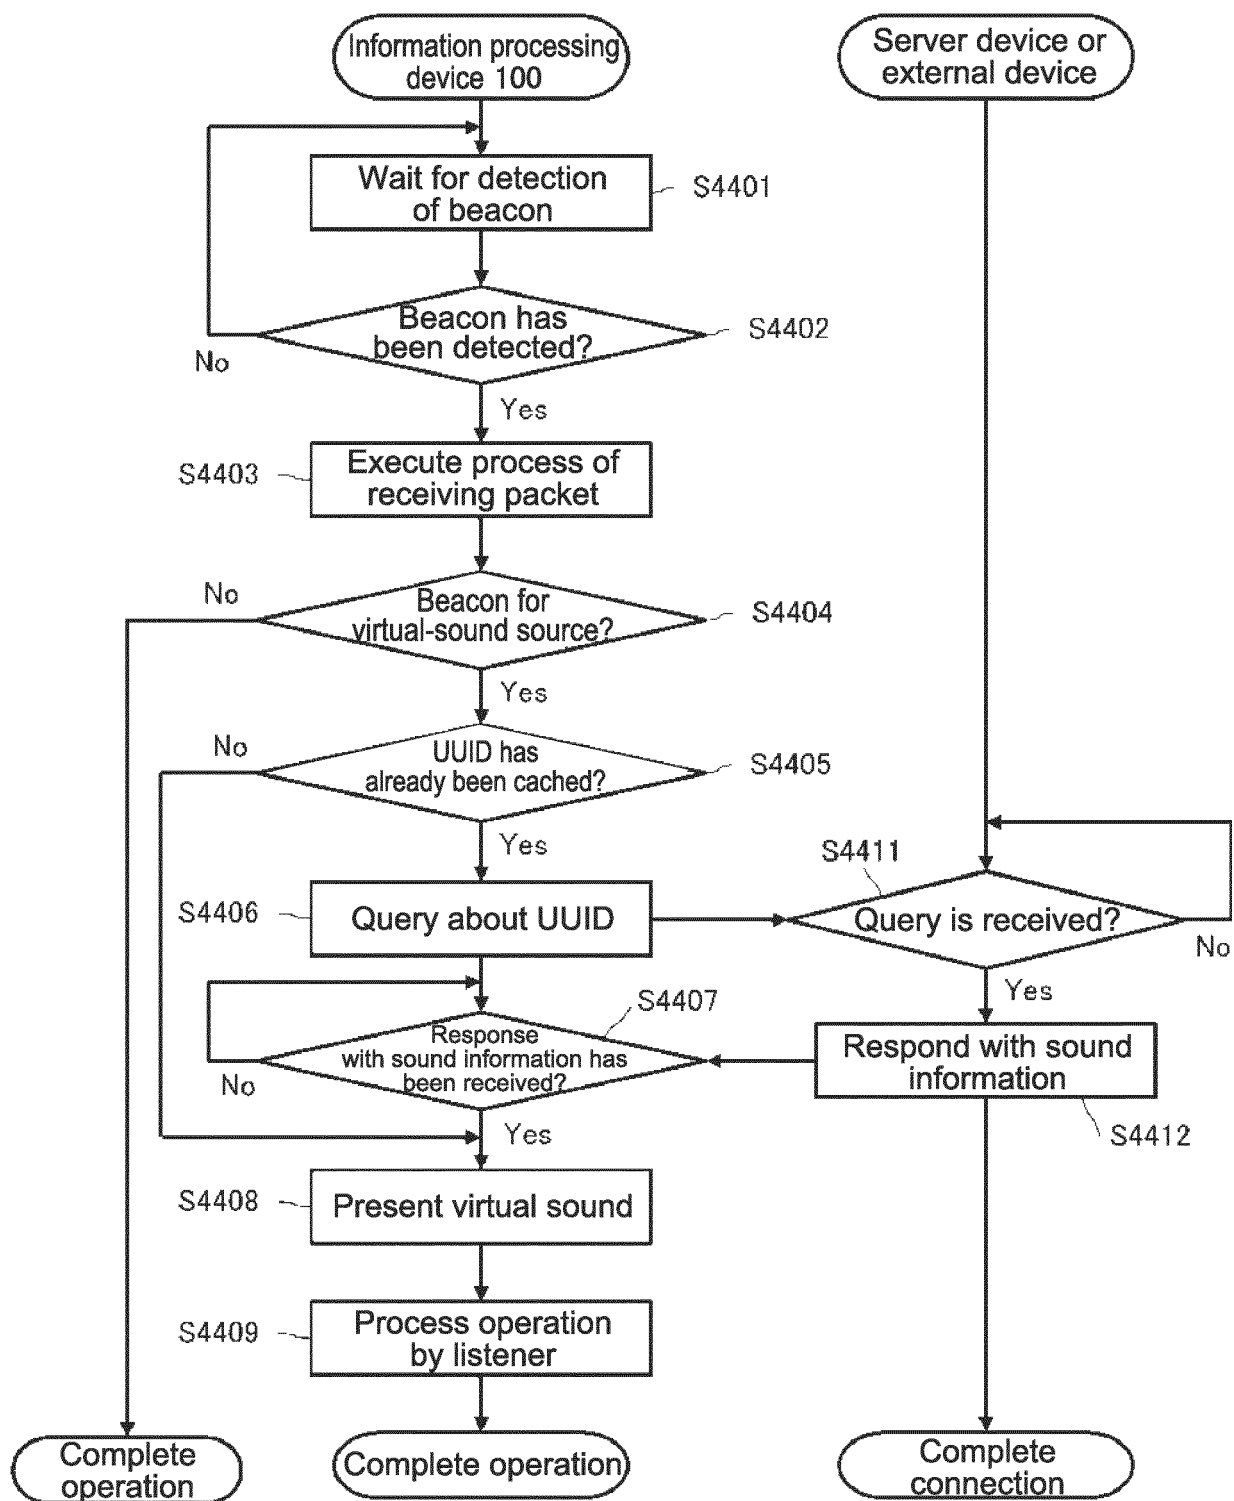 Information processing
device 100
Server device or
external device
Wait for detection
of beacon
S4401
Beacon has
been detected?
S4402
No
Yes
S4403
Execute process of
receiving packet
No
Beacon for
virtual-sound source?
S4404
Yes
No
UUID has
already been cached?
S4405
Yes
S4411
S4406
Query about UUID
Query is received?
No
Yes
S4407
Response
with sound information has
been received?
No
Respond with sound
information
Yes
S4412
S4408
Present virtual sound
S4409
Process operation
by listener
Complete
operation
Complete operation
Complete
connection